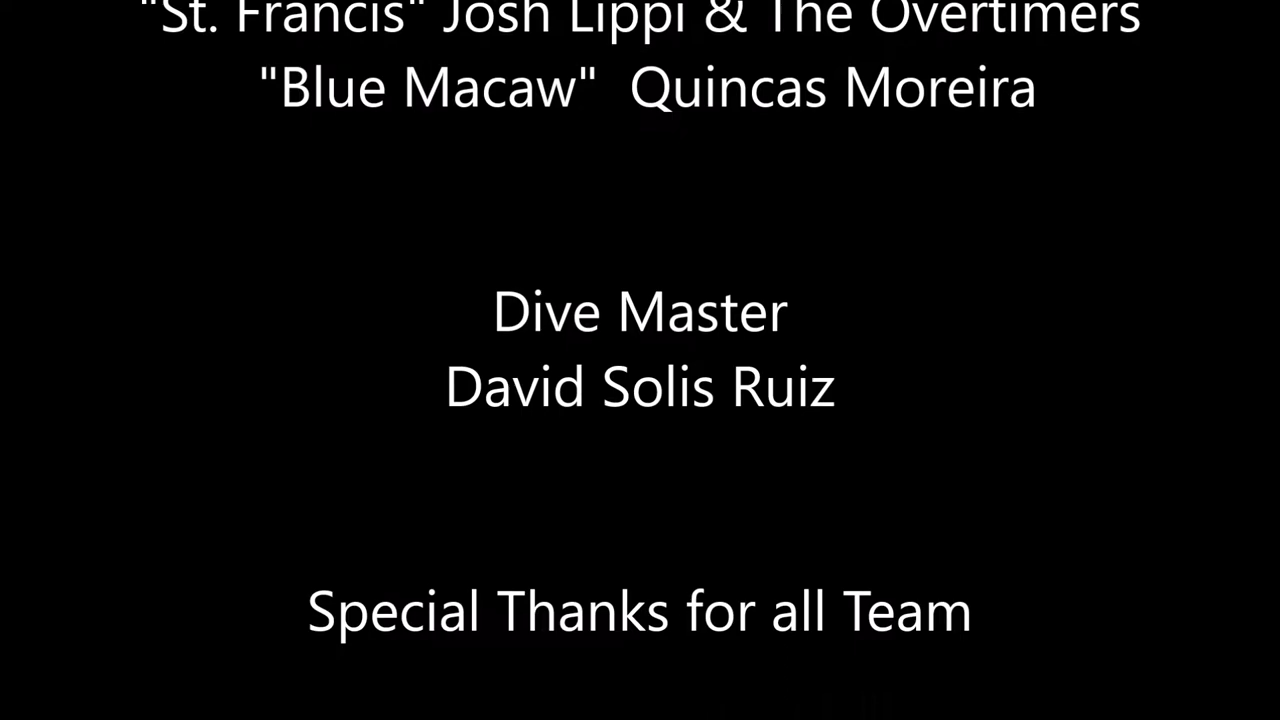 "St. Francis" Josh Lippi & The Overtimers
"Blue Macaw"  Quincas Moreira
Dive Master
David Solis Ruiz
Special Thanks for all Team